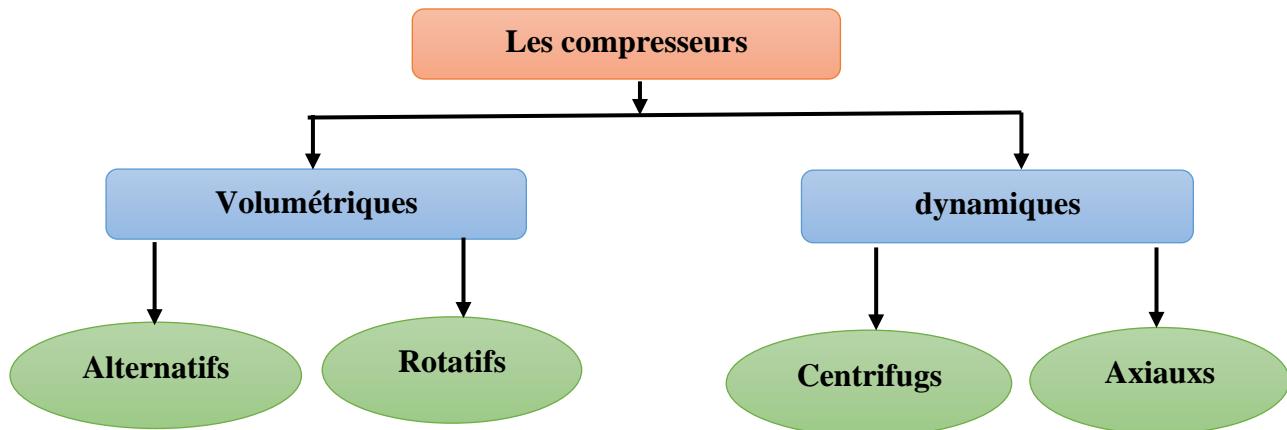 Les compresseurs
Volumétriques
dynamiques
Alternatifs
Rotatifs
Centrifugs
Axiauxs